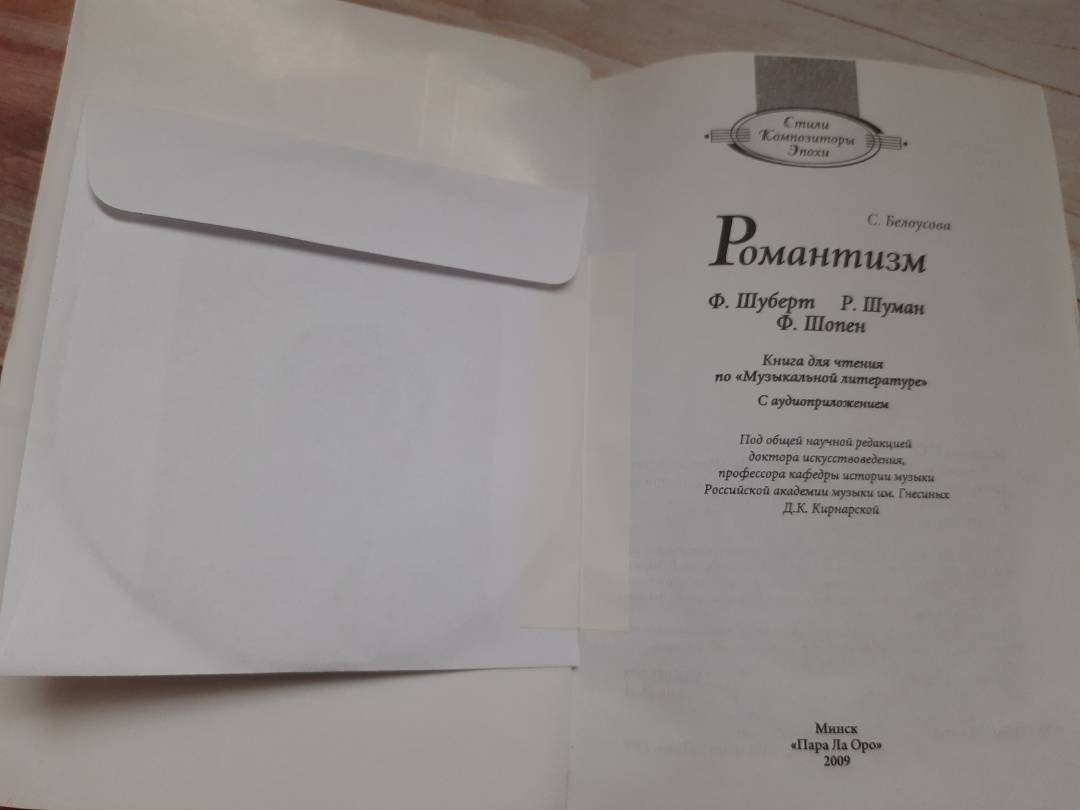 Стили
Композиторы
Эпохи
С. Белоусова
Романтизм
Ф. Шуберт Р. Шуман
Ф. Шопен
Книга для чтения
по «Музыкальной литературе»
С аудиоприложением
Под общей научной редакцией
доктора искусствоведения,
профессора кафедры истории музыки
Российской академии музыки им. Гнесиных
Д.К. Кирнарской
Минск
«Пара Ла Оро»
2009